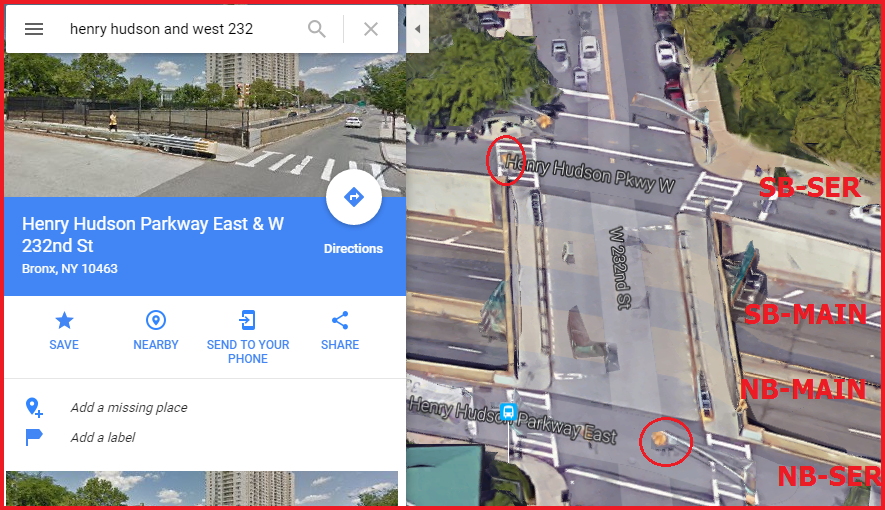 henry hudson and west 232
Henry Hudson Parkway East & W
232nd St
Bronx, NY 10463
Directions
SAVE
NEARBY
SEND TO YOUR
PHONE
SHARE
Add a missing place
Add a label
Henry Hudson Pkwy W
SB-SER
W 232nd St
SB-MAIN
NB-MAIN
Henry Hudson Parkway East
NB-SER